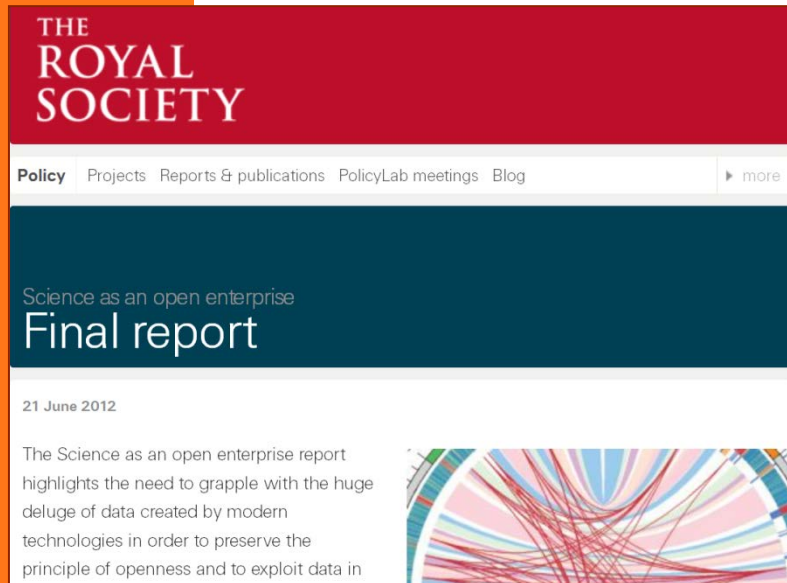 THE
ROYAL
SOCIETY
Policy Projects Reports & publications PolicyLab meetings Blog more
Science as an open enterprise
Final report
21 June 2012
The Science as an open enterprise report
highlights the need to grapple with the huge
deluge of data created by modern
technologies in order to preserve the
principle of openness and to exploit data in